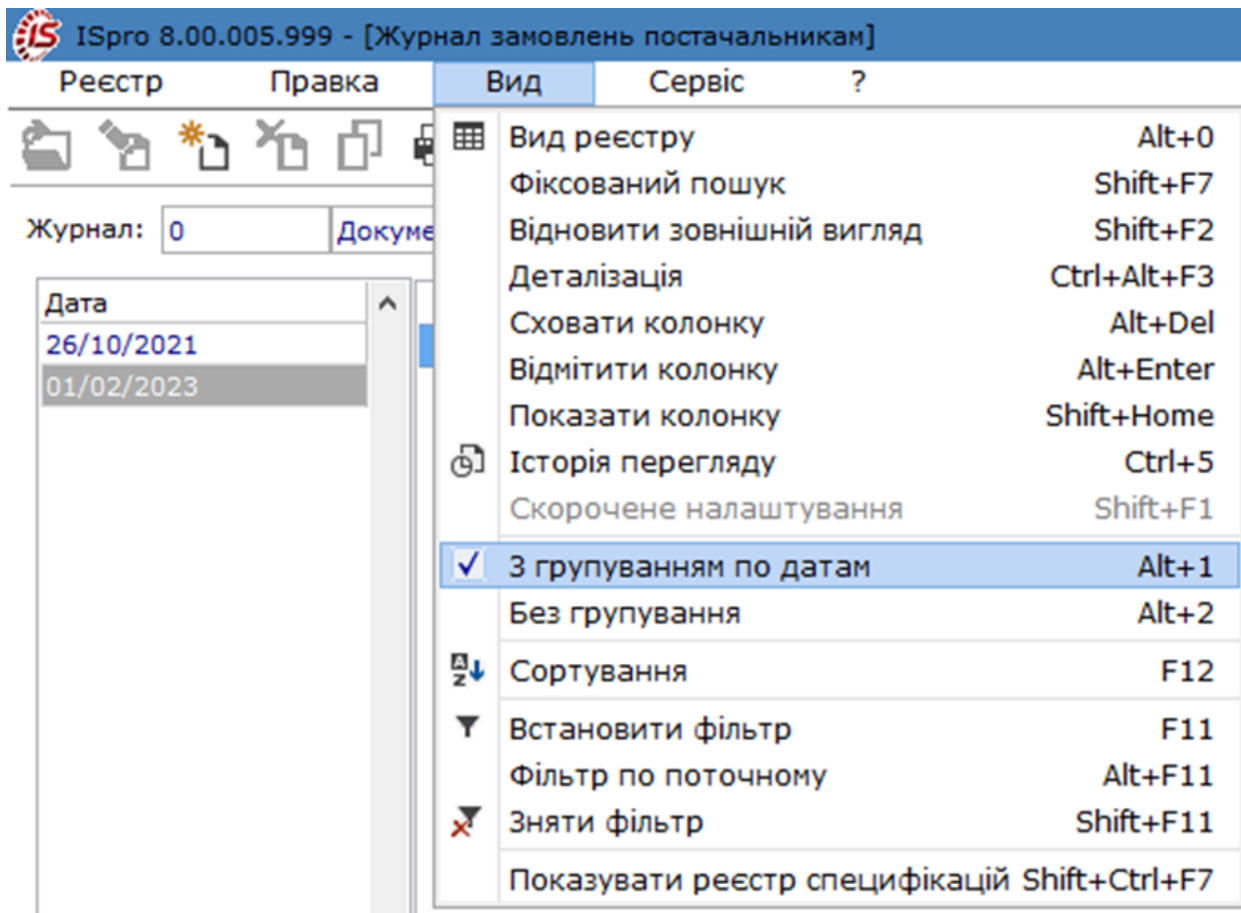 ISpro 8.00.005.999 - [Журнал замовлень постачальникам]
Реєстр Правка Вид Сервіс ?
Вид реєстру Alt+0
Фіксований пошук Shift+F7
Журнал: 0 Докуме
Відновити зовнішній вигляд Shift+F2
Деталізація Ctrl+Alt+F3
Дата
Сховати колонку Alt+Del
26/10/2021
Відмітити колонку Alt+Enter
01/02/2023
Показати колонку Shift+Home
Історія перегляду Ctrl+5
Скорочене налаштування Shift+F1
З групуванням по датам Alt+1
Без групування Alt+2
Сортування F12
Встановити фільтр F11
Фільтр по поточному Alt+F11
Зняти фільтр Shift+F11
Показувати реєстр специфікацій Shift+Ctrl+F7